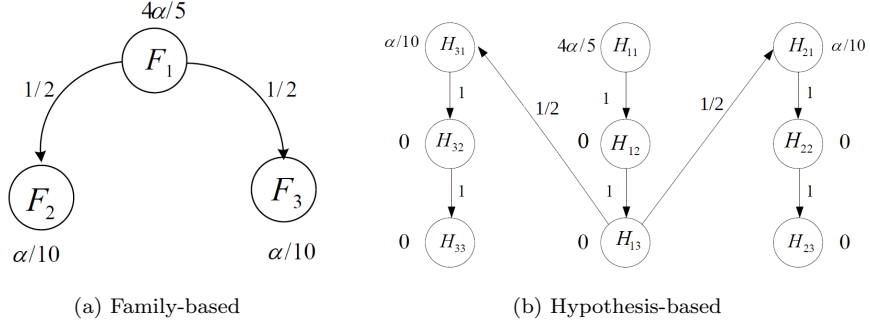 4α/5
F₁
1/2 1/2
F₂ F₃
α/10 α/10
(a) Family-based
α/10 H₃₁ 4α/5 H₁₁ H₂₁ α/10
1 1/2 1 1/2 1
0 H₃₂ 0 H₁₂ H₂₂ 0
1 1 1
0 H₃₃ 0 H₁₃ H₂₃ 0
(b) Hypothesis-based